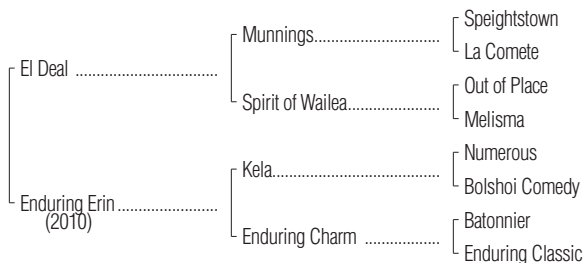 Speightstown
Munnings
La Comete
El Deal
Out of Place
Spirit of Wailea
Melisma
Numerous
Kela
Bolshoi Comedy
Enduring Erin
(2010)
Batonnier
Enduring Charm
Enduring Classic